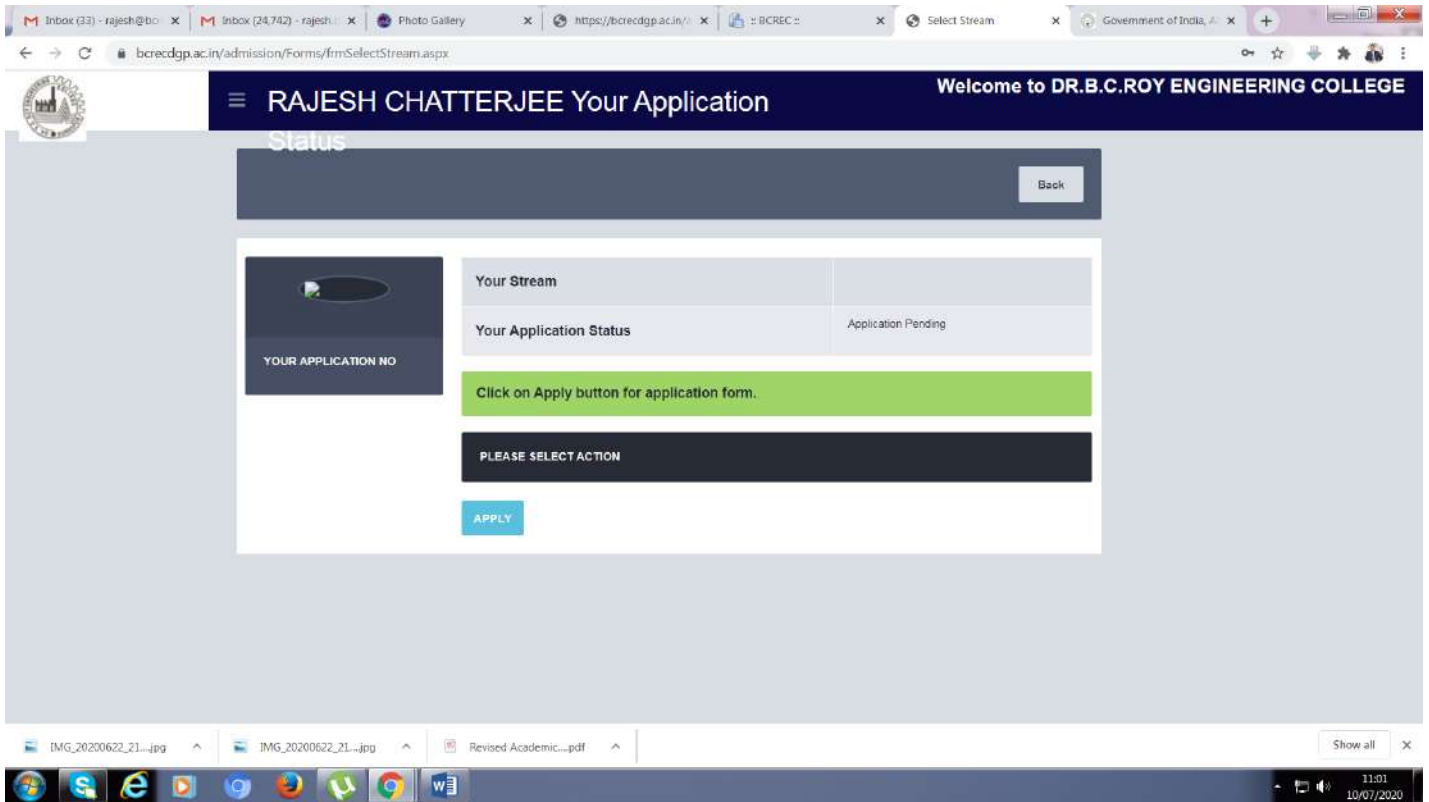 Inbox (33) - rajesh@bc
Inbox (24,742) - rajesh.c
Photo Gallery
https://bcrecdgp.ac.in/
:: BCREC ::
Select Stream
Government of India, A
bcrecdgp.ac.in/admission/Forms/frmSelectStream.aspx
RAJESH CHATTERJEE Your Application
Status
Welcome to DR.B.C.ROY ENGINEERING COLLEGE
Back
Your Stream
Your Application Status
Application Pending
YOUR APPLICATION NO
Click on Apply button for application form.
PLEASE SELECT ACTION
APPLY
IMG_20200622_21....jpg
IMG_20200622_21....jpg
Revised Academic....pdf
Show all
11:01
10/07/2020